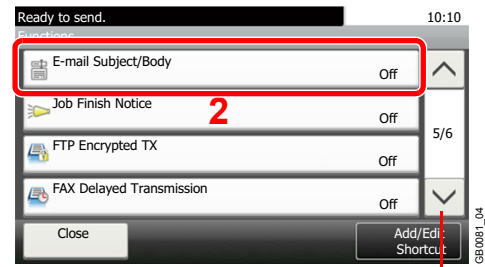 Ready to send.
10:10
Functions
E-mail Subject/Body
Off
2
Job Finish Notice
Off
5/6
FTP Encrypted TX
Off
FAX Delayed Transmission
Off
Close
Add/Edit
Shortcut
GB0081_04